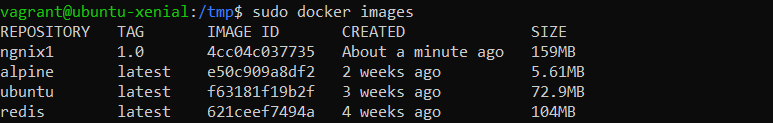 vagrant@ubuntu-xenial:/tmp$ sudo docker images
REPOSITORY   TAG       IMAGE ID       CREATED              SIZE
ngnix1       1.0       4cc04c037735   About a minute ago   159MB
alpine       latest    e50c909a8df2   2 weeks ago          5.61MB
ubuntu       latest    f63181f19b2f   3 weeks ago          72.9MB
redis        latest    621ceef7494a   4 weeks ago          104MB